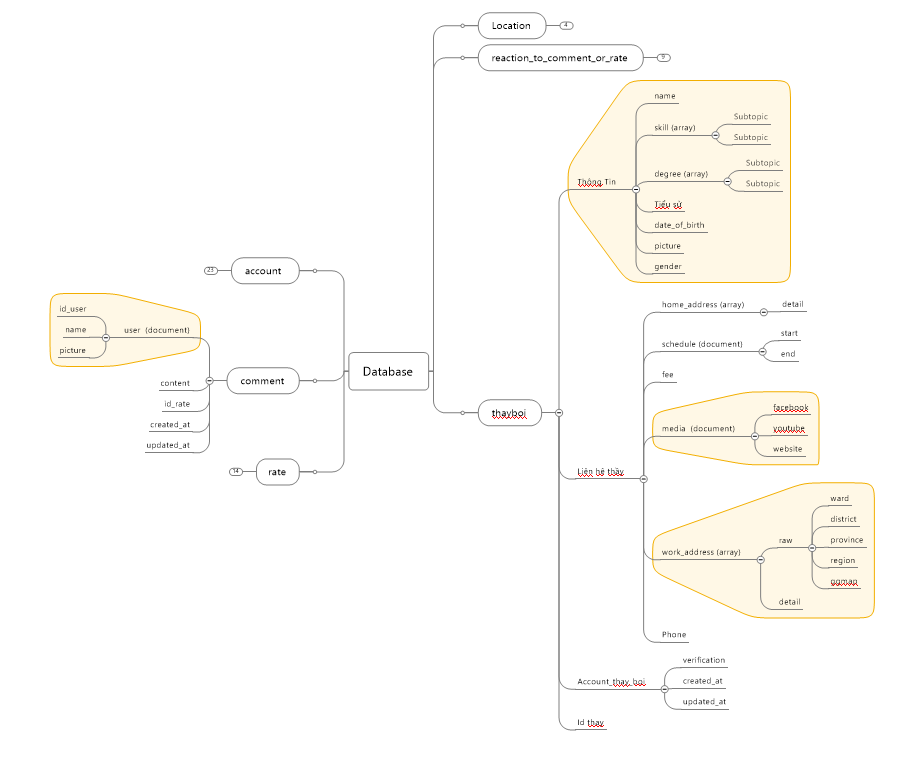 Location
4
reaction_to_comment_or_rate
9
name
skill (array)
Subtopic
Subtopic
degree (array)
Subtopic
Subtopic
Thông Tin
Tiểu sử
date_of_birth
picture
gender
23
account
id_user
name
user (document)
picture
content
comment
id_rate
created_at
updated_at
14
rate
Database
thayboi
home_address (array)
detail
schedule (document)
start
end
fee
media (document)
facebook
youtube
website
Liên hệ thầy
work_address (array)
raw
ward
district
province
region
ggmap
detail
Phone
Account_thay_boi
verification
created_at
updated_at
Id thay